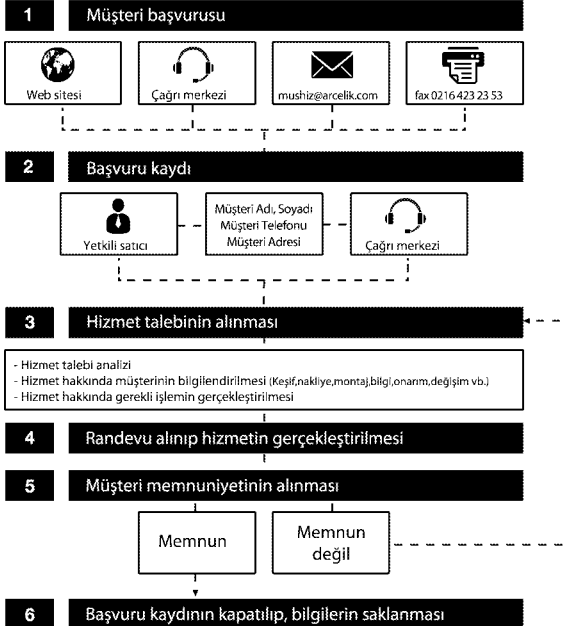 1 Müşteri başvurusu
Web sitesi
Çağrı merkezi
mushiz@arcelik.com
fax 0216 423 23 53
2 Başvuru kaydı
Yetkili satıcı
Müşteri Adı, Soyadı
Müşteri Telefonu
Müşteri Adresi
Çağrı merkezi
3 Hizmet talebinin alınması
- Hizmet talebi analizi
- Hizmet hakkında müşterinin bilgilendirilmesi (Keşif,nakliye,montaj,bilgi,onarım,değişim vb.)
- Hizmet hakkında gerekli işlemin gerçekleştirilmesi
4 Randevu alınıp hizmetin gerçekleştirilmesi
5 Müşteri memnuniyetinin alınması
Memnun
Memnun
değil
6 Başvuru kaydının kapatılıp, bilgilerin saklanması